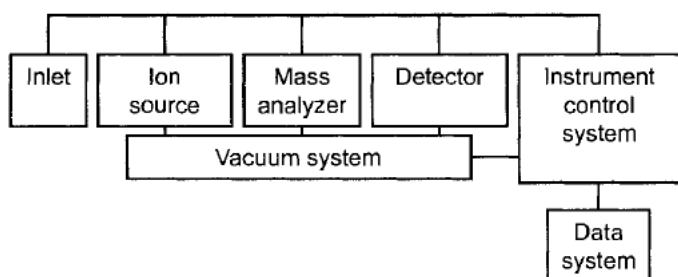 Inlet
Ion
source
Mass
analyzer
Detector
Instrument
control
system
Vacuum system
Data
system